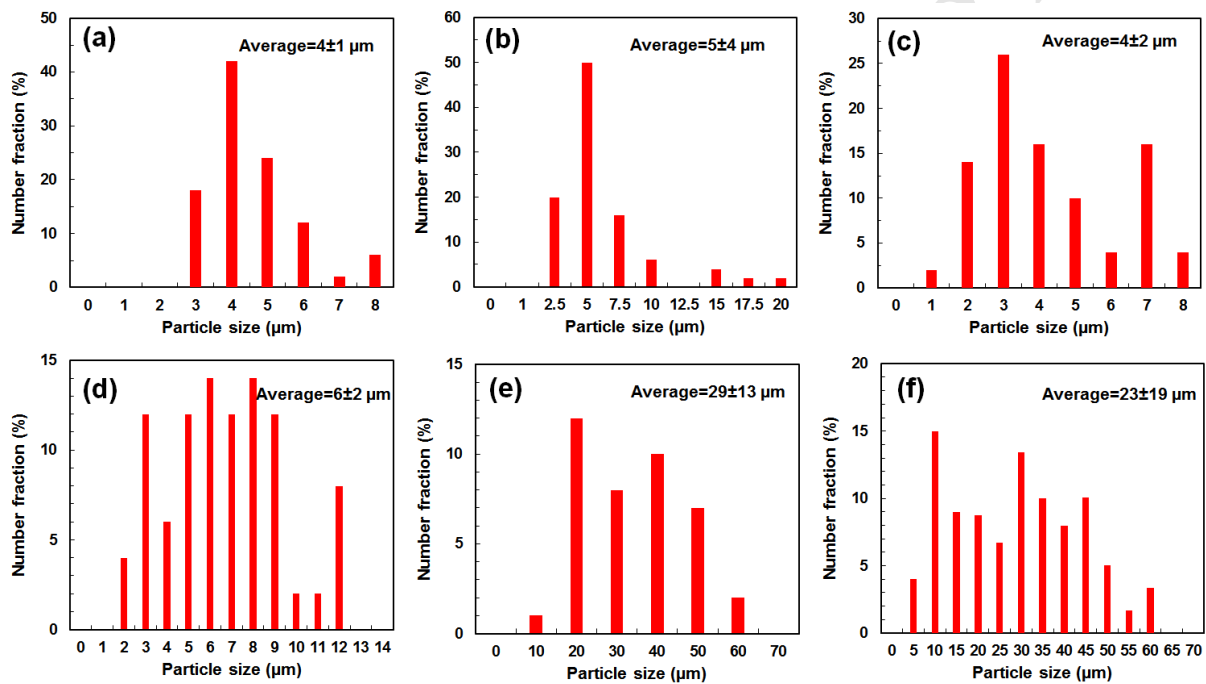 (a)
Average=4±1 µm
50
40
30
20
10
0
Number fraction (%)
0 1 2 3 4 5 6 7 8
Particle size (µm)
(b)
Average=5±4 µm
60
50
40
30
20
10
0
Number fraction (%)
0 1 2.5 5 7.5 10 12.5 15 17.5 20
Particle size (µm)
(c)
Average=4±2 µm
30
25
20
15
10
5
0
Number fraction (%)
0 1 2 3 4 5 6 7 8
Particle size (µm)
(d)
Average=6±2 µm
15
10
5
0
Number fraction (%)
0 1 2 3 4 5 6 7 8 9 10 11 12 13 14
Particle size (µm)
(e)
Average=29±13 µm
15
10
5
0
Number fraction (%)
0 10 20 30 40 50 60 70
Particle size (µm)
(f)
Average=23±19 µm
20
15
10
5
0
Number fraction (%)
0 5 10 15 20 25 30 35 40 45 50 55 60 65 70
Particle size (µm)